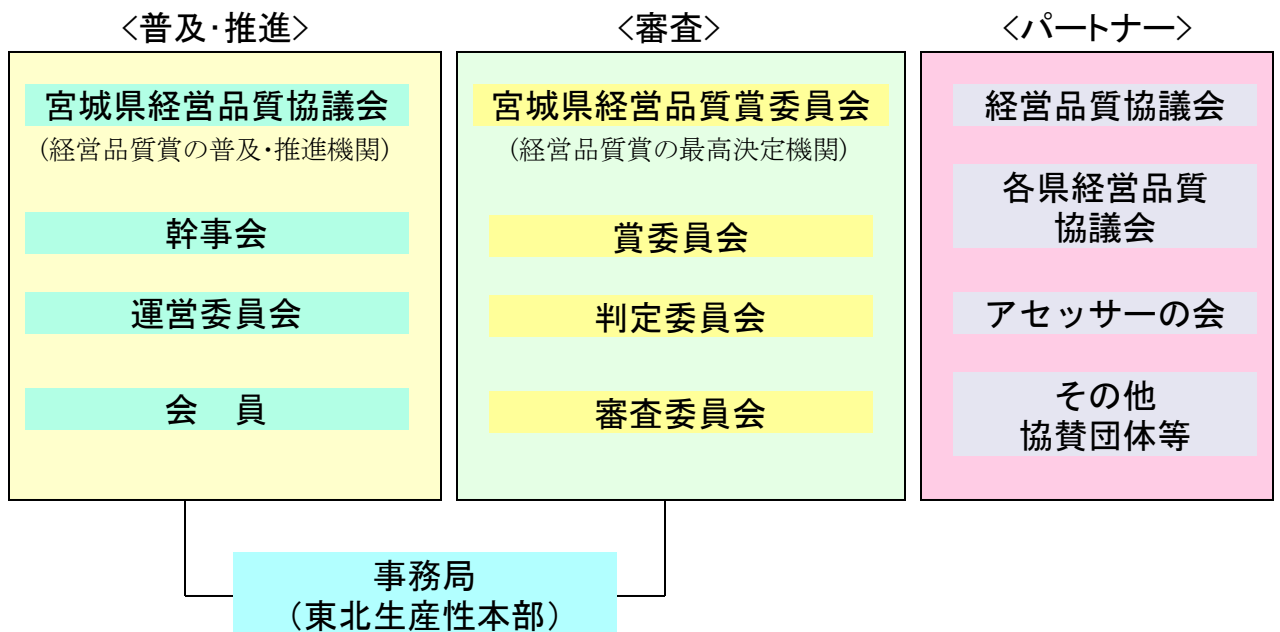 <普及・推進>
宮城県経営品質協議会
(経営品質賞の普及・推進機関)
幹事会
運営委員会
会　員
<審査>
宮城県経営品質賞委員会
(経営品質賞の最高決定機関)
賞委員会
判定委員会
審査委員会
<パートナー>
経営品質協議会
各県経営品質
協議会
アセッサーの会
その他
協賛団体等
事務局
(東北生産性本部)